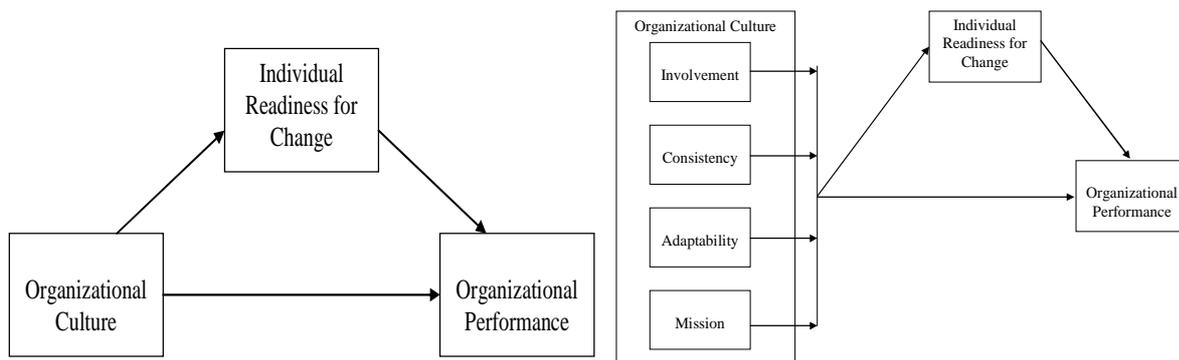 Individual
Readiness for
Change
Organizational
Culture
Organizational
Performance
Organizational Culture
Involvement
Consistency
Adaptability
Mission
Individual
Readiness for
Change
Organizational
Performance